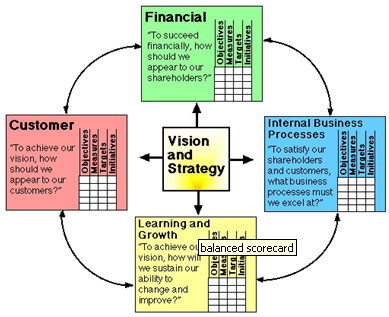 Financial
"To succeed
financially, how
should we
appear to our
shareholders?"
Objectives
Measures
Targets
Initiatives
Customer
"To achieve our
vision, how
should we
appear to our
customers?"
Objectives
Measures
Targets
Initiatives
Vision
and
Strategy
Internal Business
Processes
"To satisfy our
shareholders
and customers,
what business
processes must
we excel at?"
Objectives
Measures
Targets
Initiatives
Learning and
Growth
"To achieve our
vision, how will
we sustain our
ability to
change and
improve?"
balanced scorecard